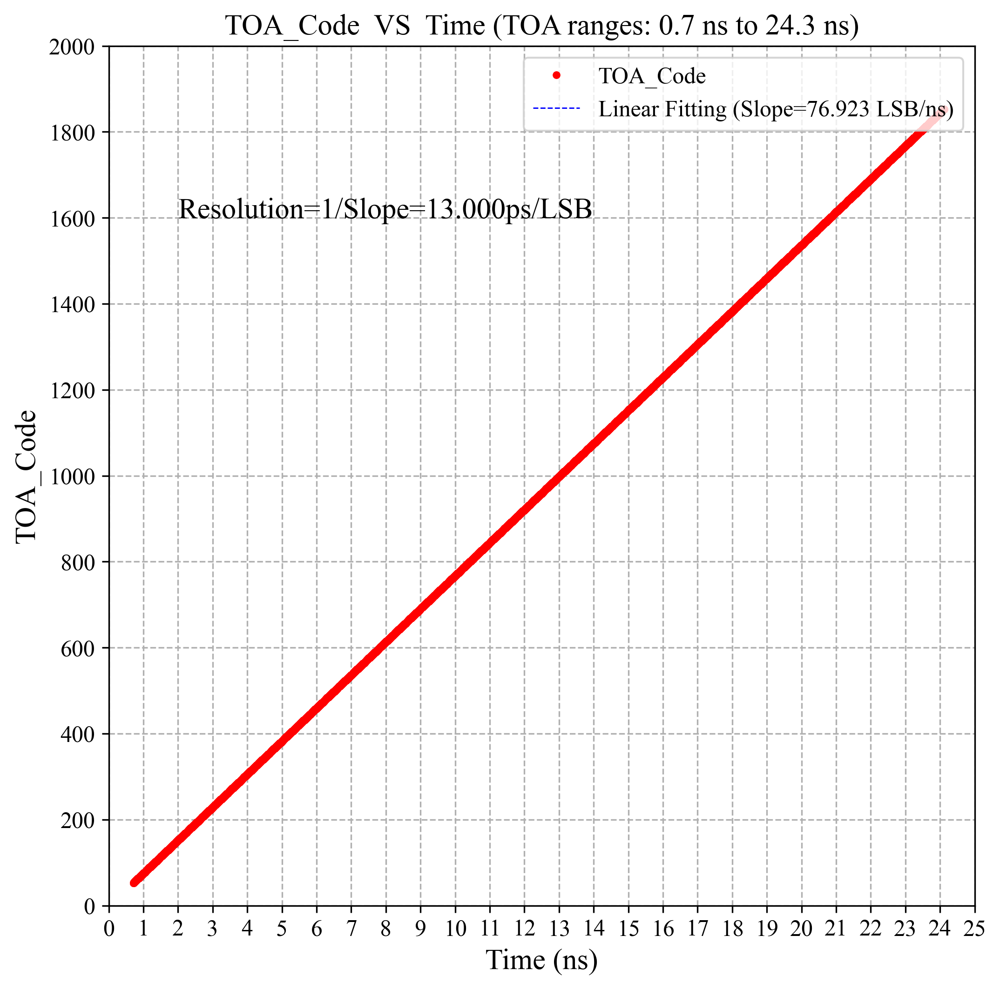 TOA_Code VS Time (TOA ranges: 0.7 ns to 24.3 ns)
TOA_Code
Linear Fitting (Slope=76.923 LSB/ns)
Resolution=1/Slope=13.000ps/LSB
2000
1800
1600
1400
1200
1000
800
600
400
200
0
TOA_Code
0 1 2 3 4 5 6 7 8 9 10 11 12 13 14 15 16 17 18 19 20 21 22 23 24 25
Time (ns)